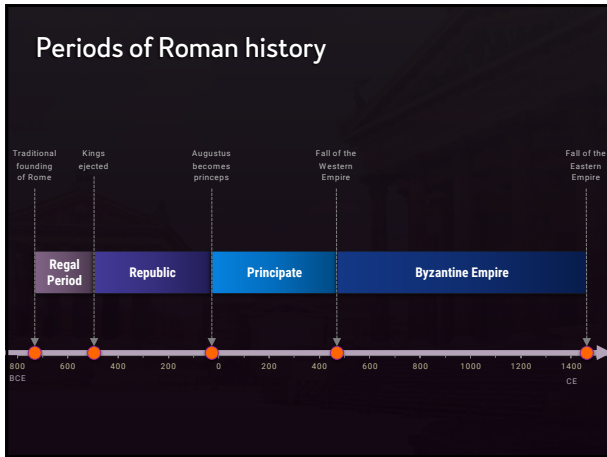 Periods of Roman history
Traditional
founding
of Rome
Kings
ejected
Augustus
becomes
princeps
Fall of the
Western
Empire
Fall of the
Eastern
Empire
Regal
Period
Republic
Principate
Byzantine Empire
800 600 400 200 0 200 400 600 800 1000 1200 1400
BCE CE